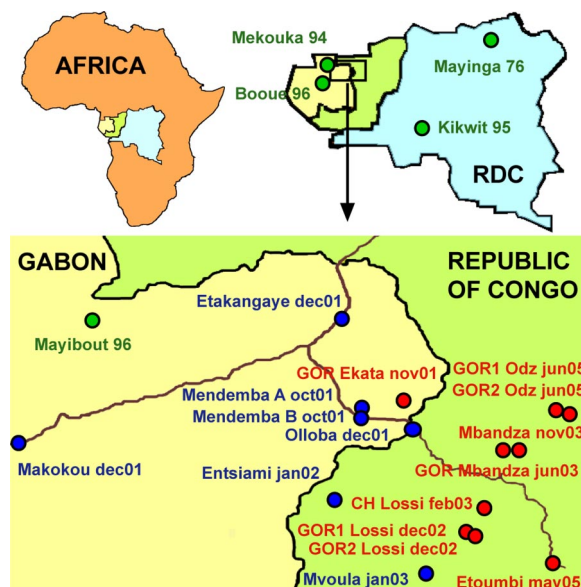 AFRICA
Mekouka 94
Booue 96
Mayinga 76
Kikwit 95
RDC
GABON
REPUBLIC
OF CONGO
Etakangaye dec01
Mayibout 96
GOR Ekata nov01
GOR1 Odz jun05
GOR2 Odz jun05
Mendemba A oct01
Mendemba B oct01
Olloba dec01
Mbandza nov03
GOR Mbandza jun03
Makokou dec01
Entsiami jan02
CH Lossi feb03
GOR1 Lossi dec02
GOR2 Lossi dec02
Mvoula jan03
Etoumbi may05